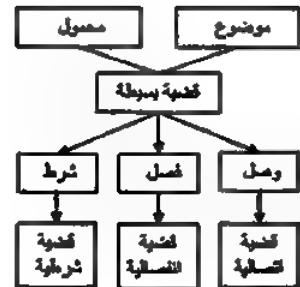 موضوع
محمول
قضية بسيطة
وصل
فصل
شرط
قضية
اتصالية
قضية
انفصالية
قضية
شرطية